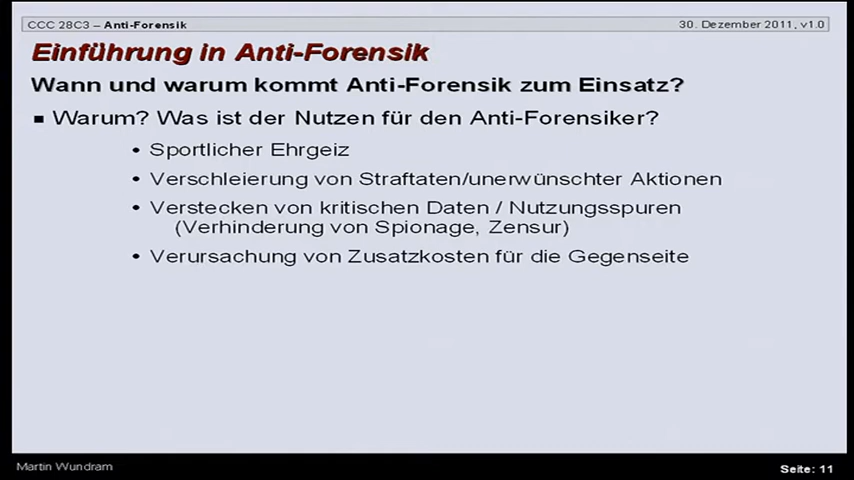 CCC 28C3 – Anti-Forensik
30. Dezember 2011, v1.0
Einführung in Anti-Forensik
Wann und warum kommt Anti-Forensik zum Einsatz?
Warum? Was ist der Nutzen für den Anti-Forensiker?
Sportlicher Ehrgeiz
Verschleierung von Straftaten/unerwünschter Aktionen
Verstecken von kritischen Daten / Nutzungsspuren
(Verhinderung von Spionage, Zensur)
Verursachung von Zusatzkosten für die Gegenseite
Martin Wundram
Seite: 11